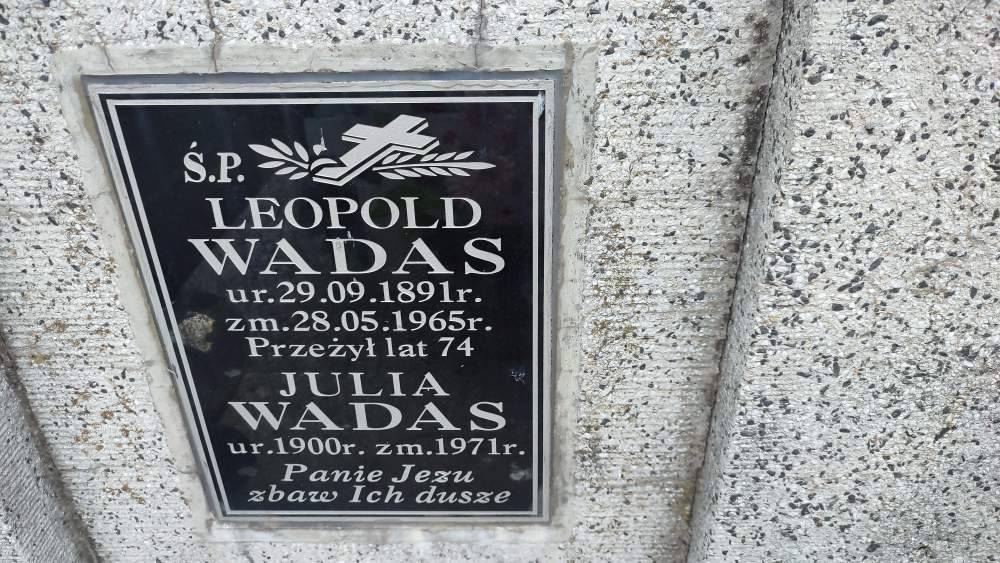 Ś.P.
LEOPOLD
WADAS
ur.29.09.1891r.
zm.28.05.1965r.
Przeżył lat 74
JULIA
WADAS
ur.1900r. zm.1971r.
Panie Jezu
zbaw Ich dusze